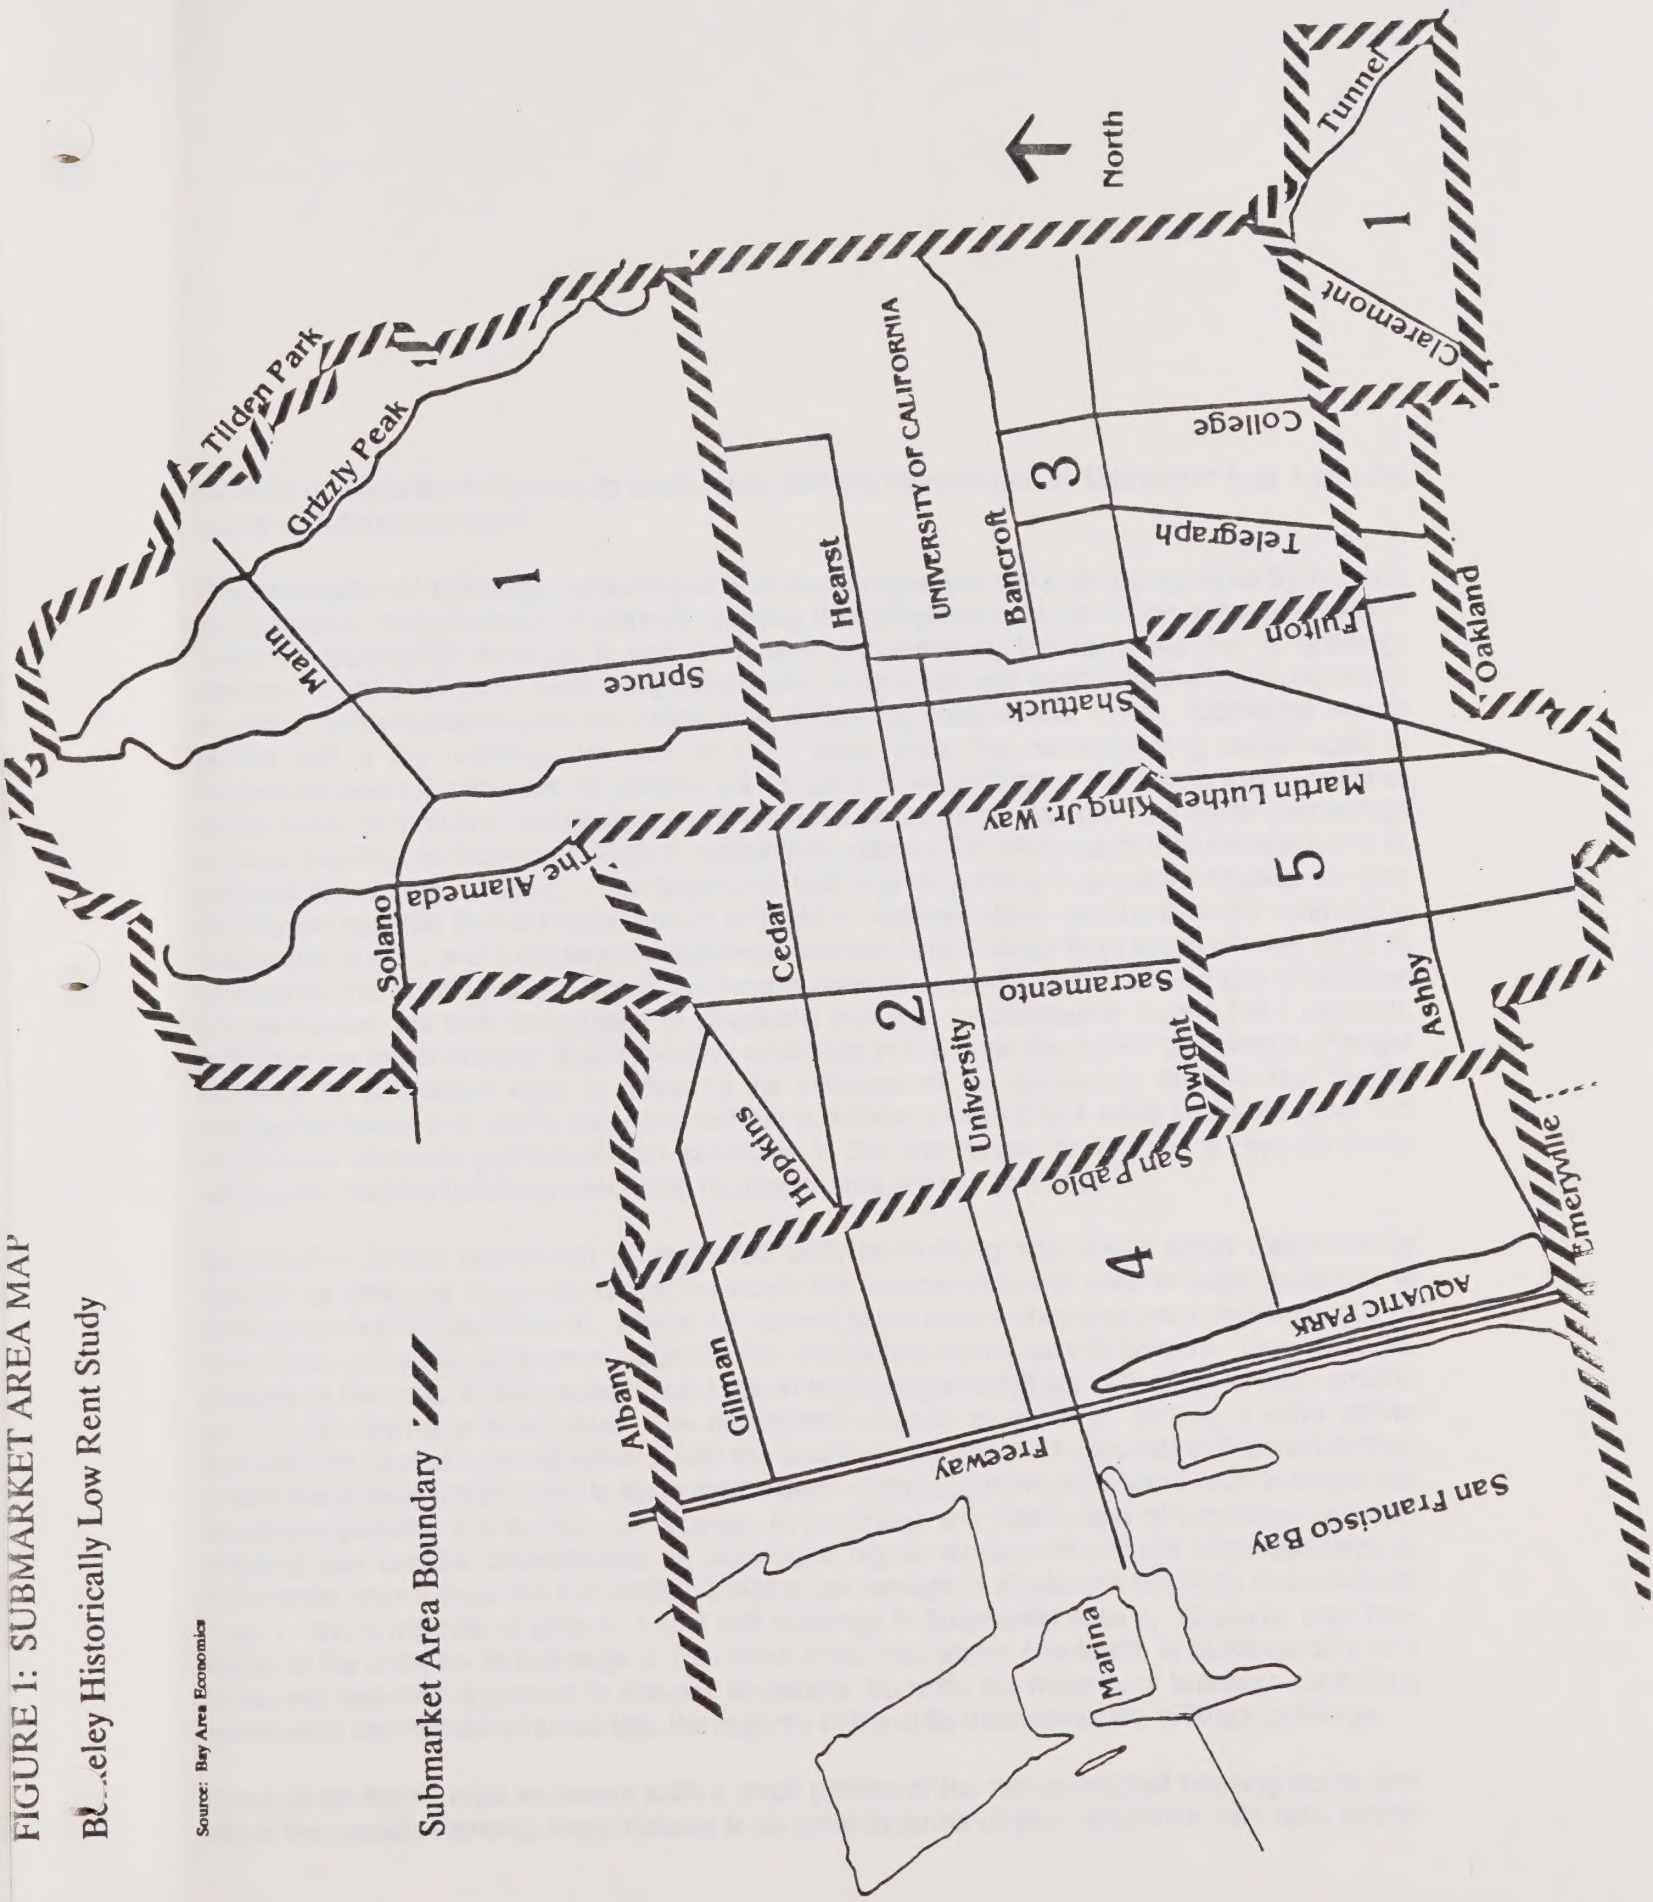 FIGURE 1: SUBMARKET AREA MAP
eley Historically Low Rent Study
Source: Bay Area Economics
Submarket Area Boundary
North
Tilden Park
Grizzly Peak
Marin
1
Spruce
Solano
The Alameda
Hearst
UNIVERSITY OF CALIFORNIA
Bancroft
3
College
Telegraph
Tunnel
1
Claremont
Fulton
Oakland
Shattuck
Martin Luther
King Jr. Way
Cedar
2
Sacramento
University
Hopkins
Dwight
5
Ashby
San Pablo
Albany
Gilman
4
AQUATIC PARK
Emeryville
Freeway
San Francisco Bay
Marina